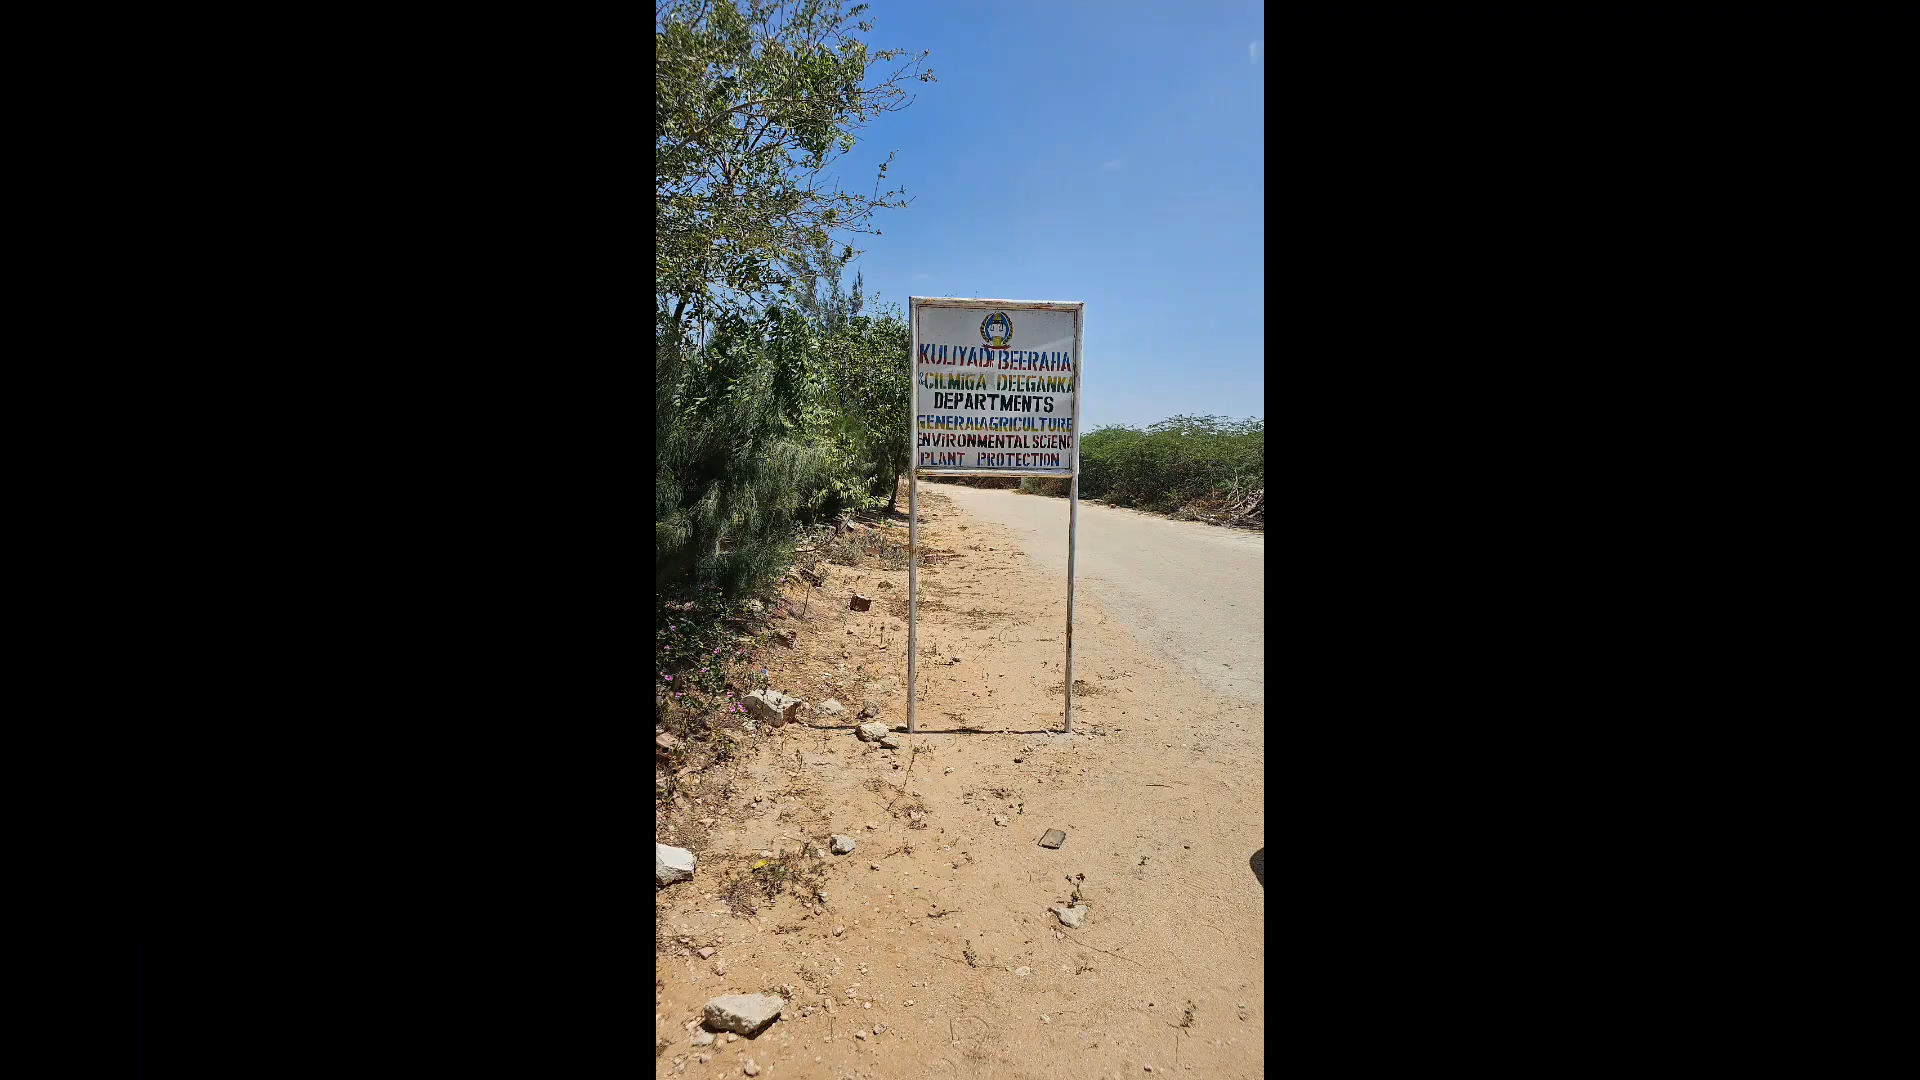 KULIYADA BEERAHA
&CILMiGA DEEGANKA
DEPARTMENTS
GENERALAGRICULTURE
ENViRONMENTAL SCiENC
PLANT PROTECTION